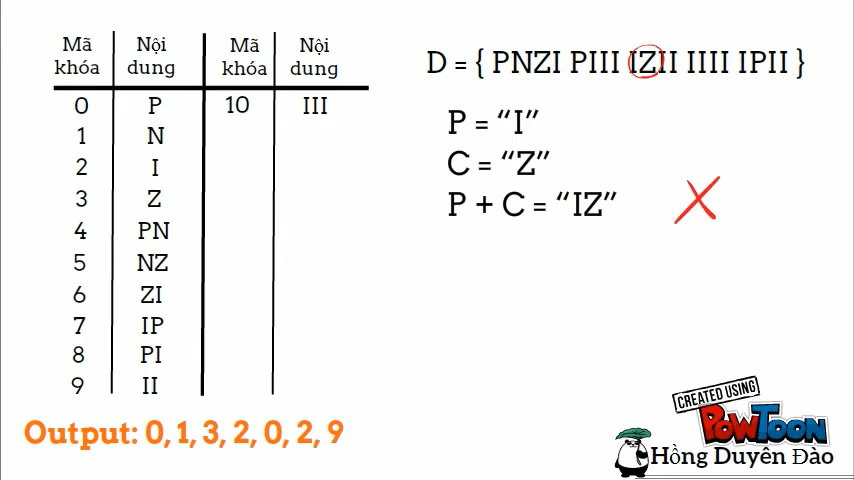 Mã khóa Nội dung Mã khóa Nội dung
0 P 10 III
1 N
2 I
3 Z
4 PN
5 NZ
6 ZI
7 IP
8 PI
9 II
Output: 0, 1, 3, 2, 0, 2, 9
D = { PNZI PIII IZII IIII IPII }
P = “I”
C = “Z”
P + C = “IZ”
CREATED USING
POWTOON
Hồng Duyên Đào